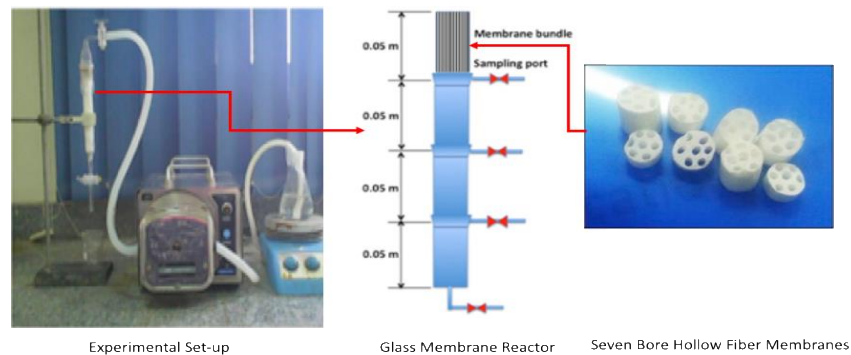 0.05 m
Membrane bundle
Sampling port
0.05 m
0.05 m
0.05 m
Experimental Set-up
Glass Membrane Reactor
Seven Bore Hollow Fiber Membranes